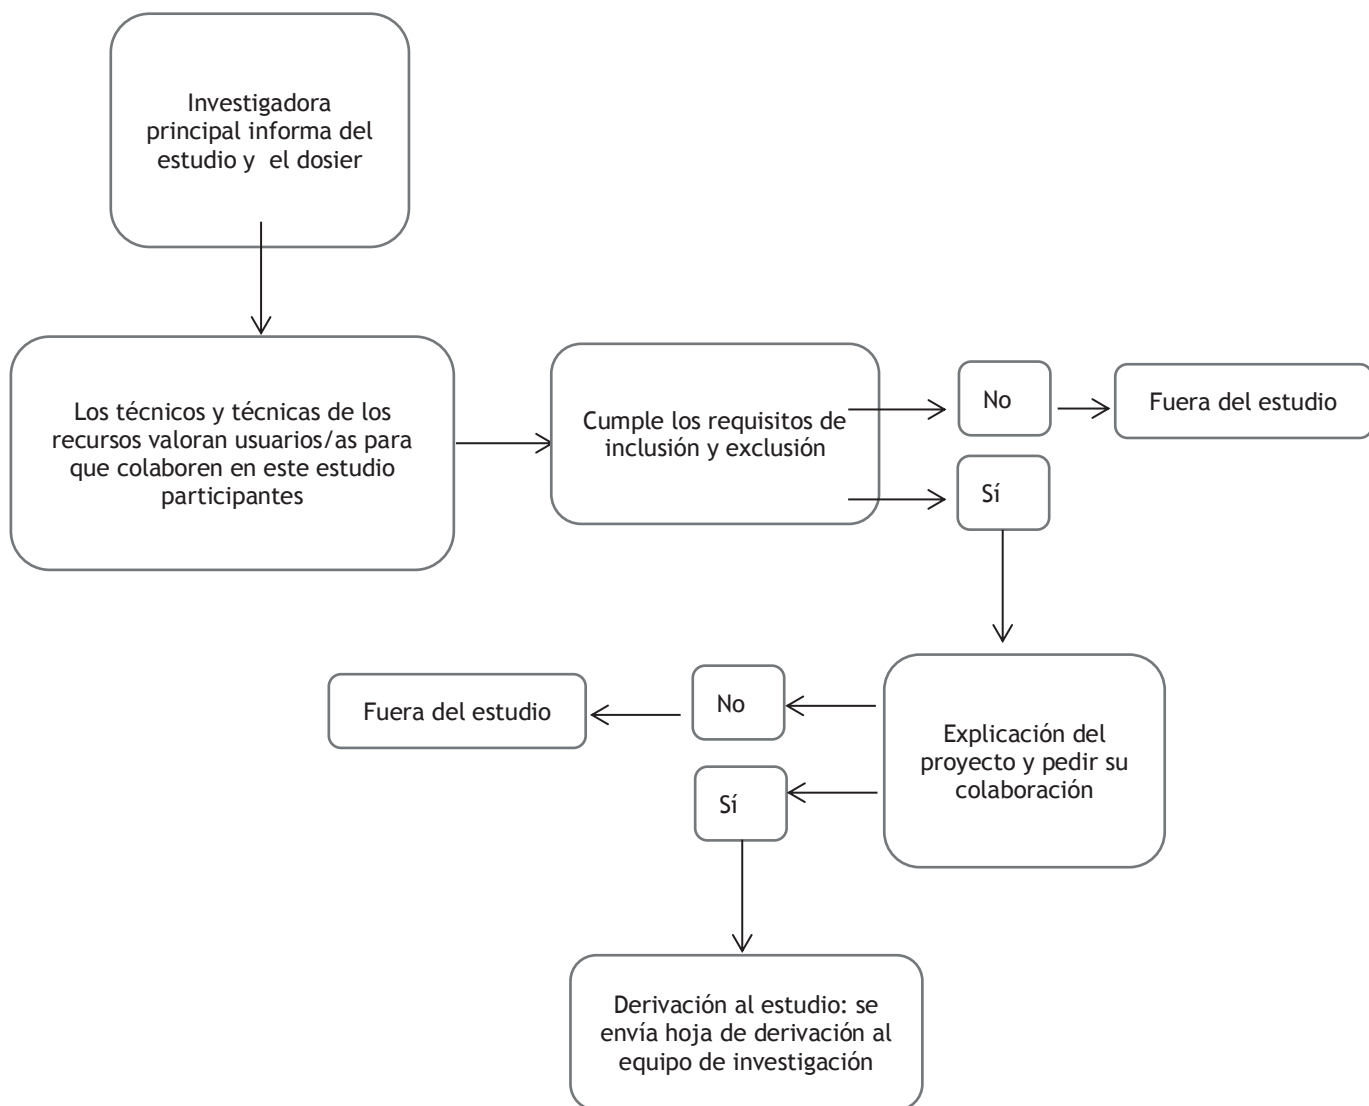 Investigadora
principal informa del
estudio y el dosier
Los técnicos y técnicas de los
recursos valoran usuarios/as para
que colaboren en este estudio
participantes
Cumple los requisitos de
inclusión y exclusión
No
Fuera del estudio
Sí
Explicación del
proyecto y pedir su
colaboración
No
Fuera del estudio
Sí
Derivación al estudio: se
envía hoja de derivación al
equipo de investigación